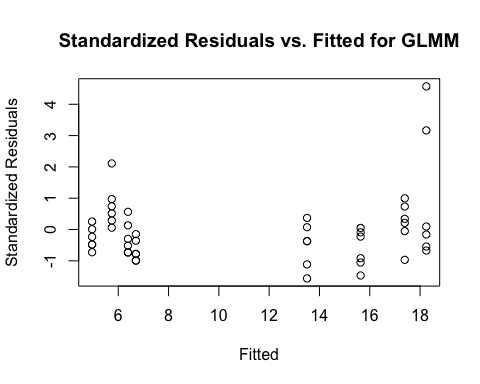 Standardized Residuals vs. Fitted for GLMM
Standardized Residuals
4
3
2
1
0
-1
6 8 10 12 14 16 18
Fitted